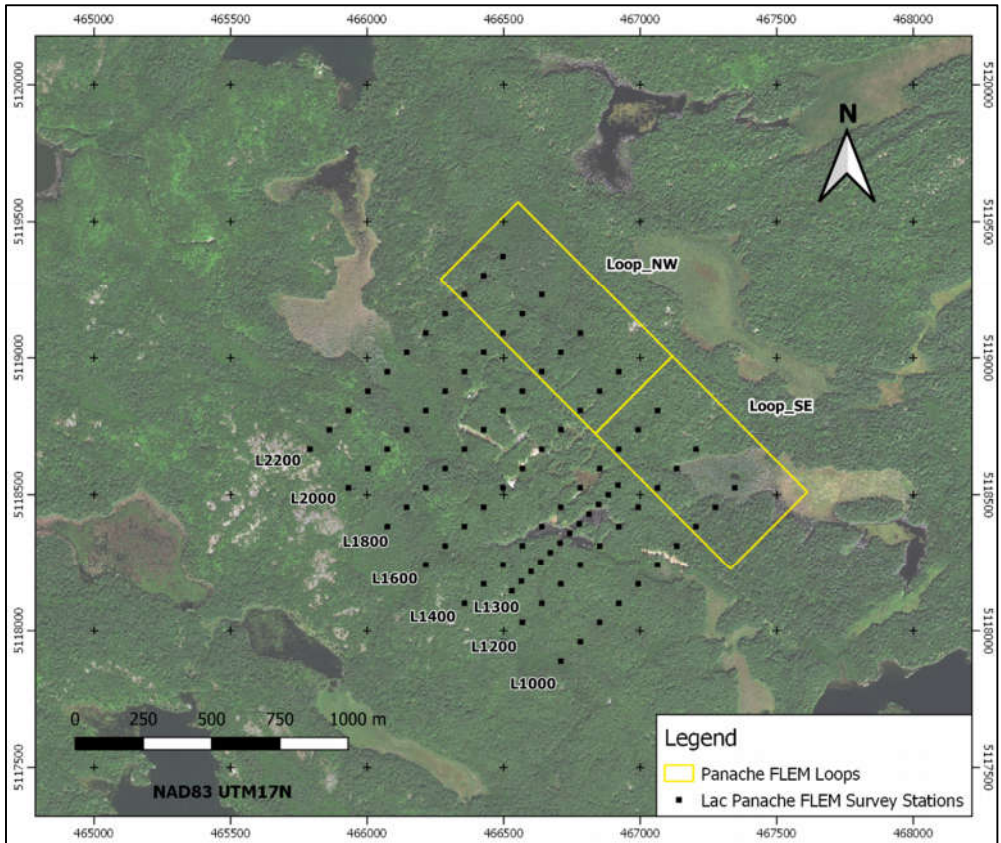 465000 465500 466000 466500 467000 467500 468000
5120000 5120000
N
5119500 5119500
Loop_NW
5119000 5119000
Loop_SE
L2200
L2000
5118500 5118500
L1800
L1600
L1400
L1300
L1200
5118000 5118000
L1000
0 250 500 750 1000 m
Legend
Panache FLEM Loops
Lac Panache FLEM Survey Stations
5117500 5117500
NAD83 UTM17N
465000 465500 466000 466500 467000 467500 468000